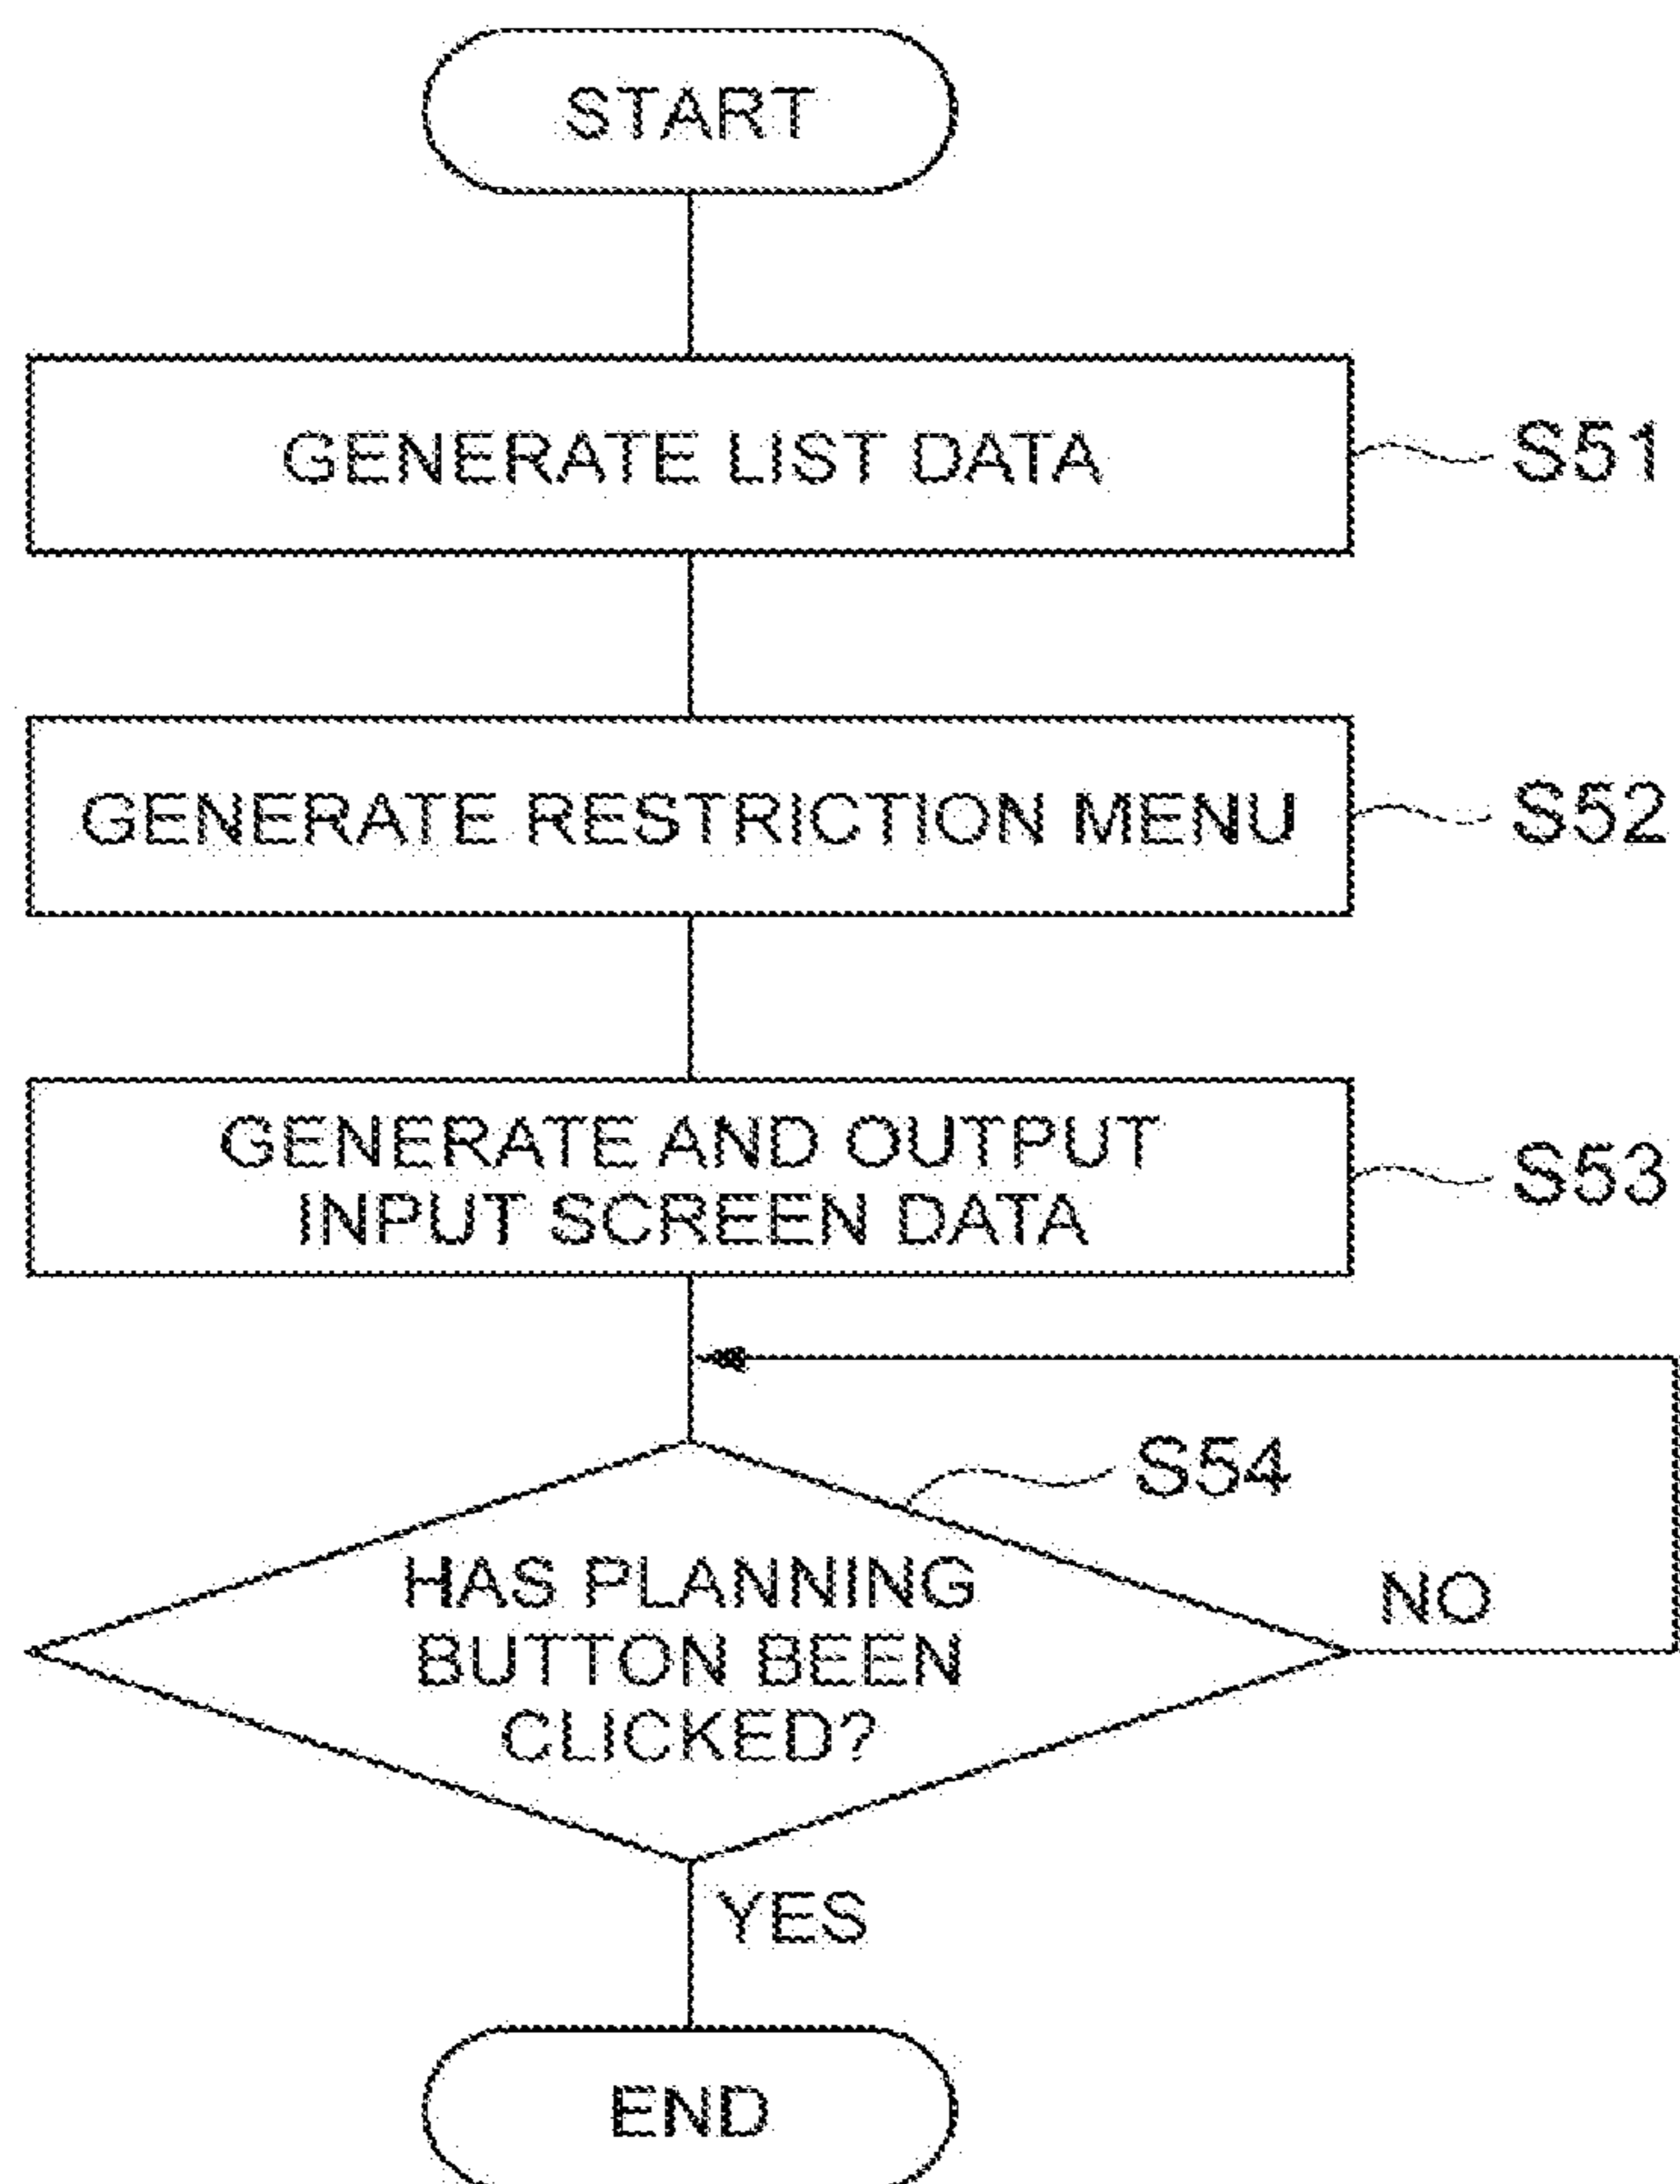 START
GENERATE LIST DATA
S51
GENERATE RESTRICTION MENU
S52
GENERATE AND OUTPUT
INPUT SCREEN DATA
S53
S54
HAS PLANNING
BUTTON BEEN
CLICKED?
NO
YES
END